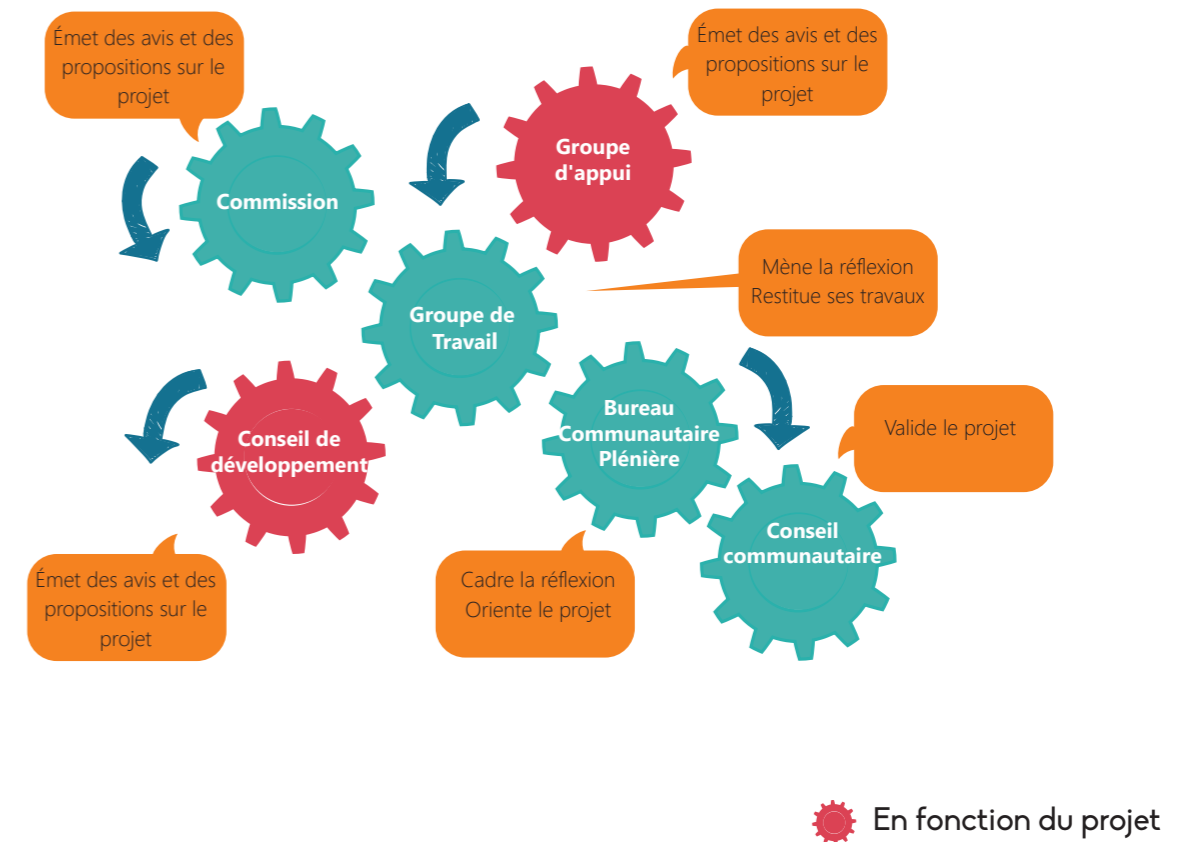 Émet des avis et des
propositions sur le
projet
Émet des avis et des
propositions sur le
projet
Groupe
d'appui
Commission
Mène la réflexion
Restitue ses travaux
Groupe de
Travail
Bureau
Communautaire
Plénière
Valide le projet
Conseil de
développement
Conseil
communautaire
Émet des avis et des
propositions sur le
projet
Cadre la réflexion
Oriente le projet
En fonction du projet